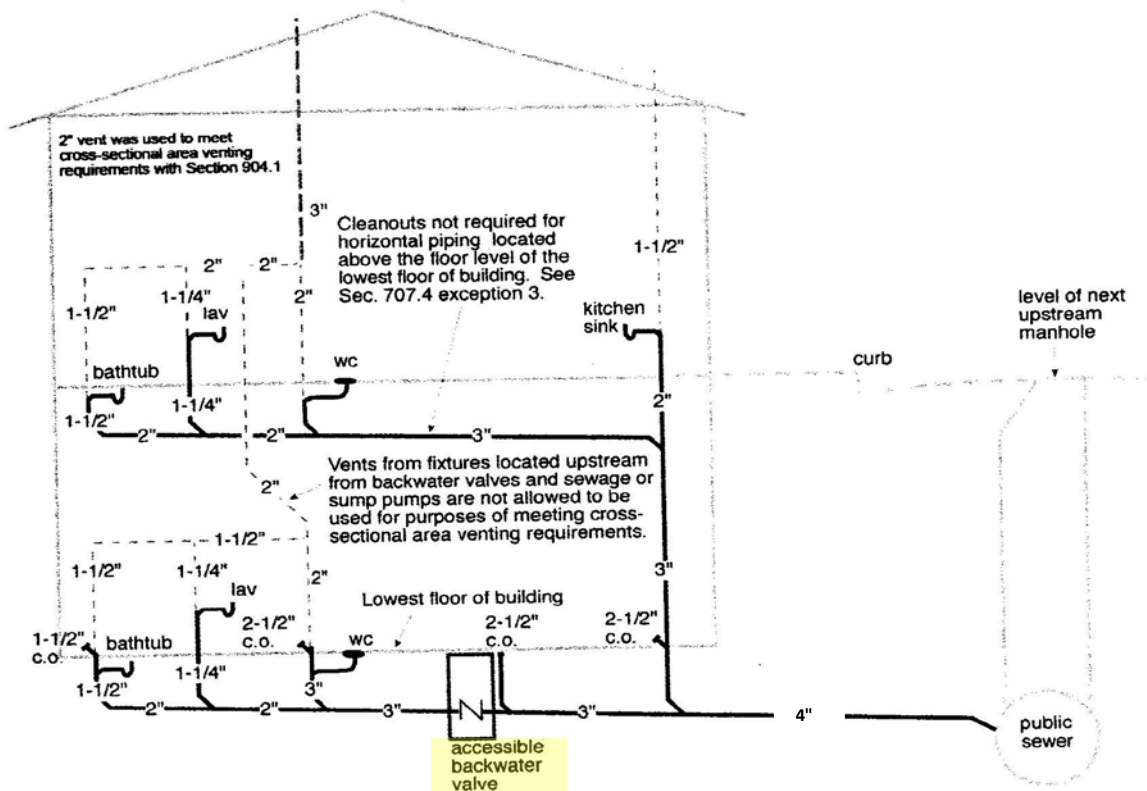 2" vent was used to meet
cross-sectional area venting
requirements with Section 904.1
3"
Cleanouts not required for
horizontal piping located
above the floor level of the
lowest floor of building. See
Sec. 707.4 exception 3.
1-1/2"
2"
2"
1-1/4"
2"
1-1/2"
lav
kitchen
sink
level of next
upstream
manhole
bathtub
wc
curb
1-1/2"
1-1/4"
2"
2"
2"
3"
Vents from fixtures located upstream
from backwater valves and sewage or
sump pumps are not allowed to be
used for purposes of meeting cross-
sectional area venting requirements.
2"
1-1/2"
1-1/2"
1-1/4"
2"
3"
lav
Lowest floor of building
1-1/2"
c.o.
bathtub
2-1/2"
c.o.
wc
2-1/2"
c.o.
2-1/2"
c.o.
1-1/2"
1-1/4"
3"
2"
2"
3"
3"
4"
public
sewer
accessible
backwater
valve